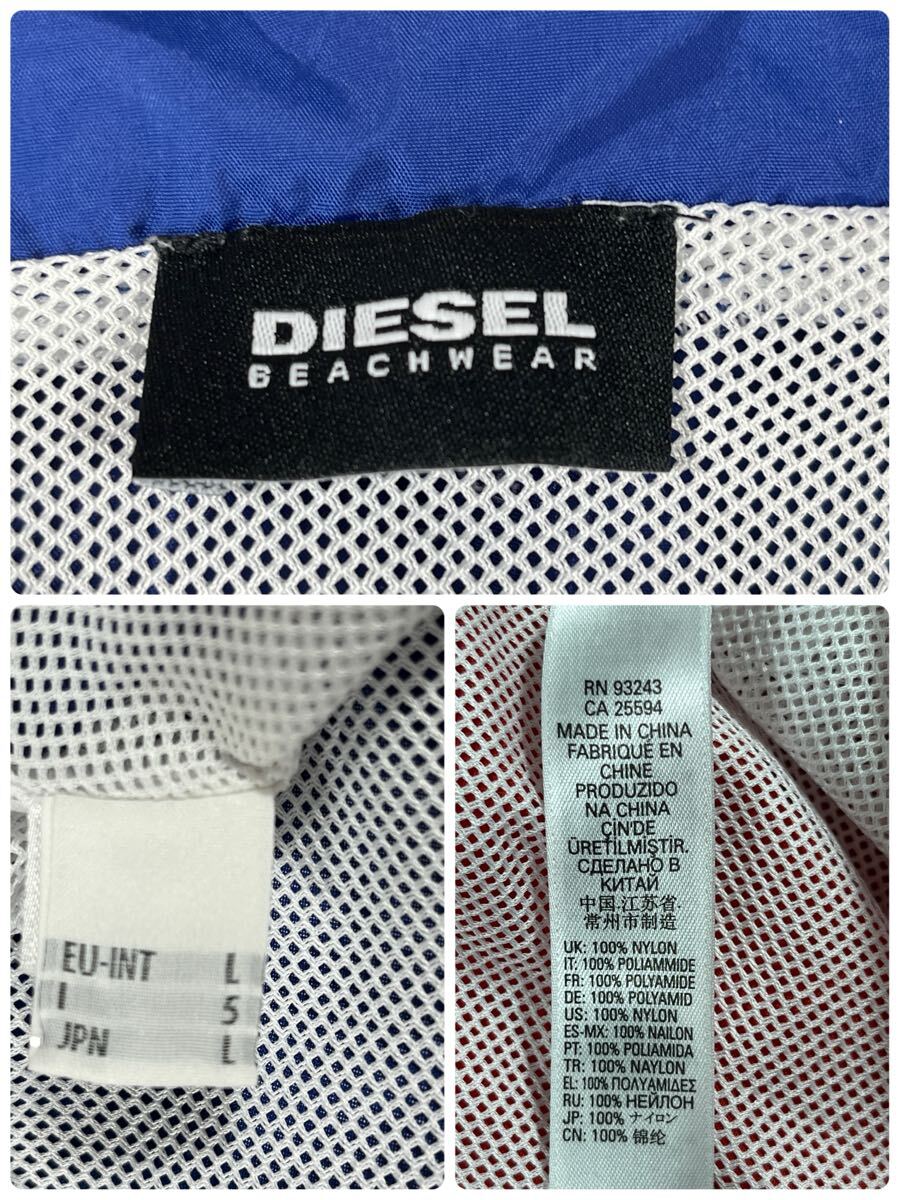 DIESEL
BEACHWEAR
EU-INT L
I 5
JPN L
RN 93243
CA 25594
MADE IN CHINA
FABRIQUE EN
CHINE
PRODUZIDO
NA CHINA
ÇIN'DE
ÜRETILMIŞTIR.
СДЕЛАНО В
КИТАЙ
中国.江苏省.
常州市制造
UK: 100% NYLON
IT: 100% POLIAMMIDE
FR: 100% POLYAMIDE
DE: 100% POLYAMID
US: 100% NYLON
ES-MX: 100% NAILON
PT: 100% POLIAMIDA
TR: 100% NAYLON
EL: 100% ΠΟΛΥΑΜΙΔΕΣ
RU: 100% НЕЙЛОН
JP: 100% ナイロン
CN: 100% 锦纶